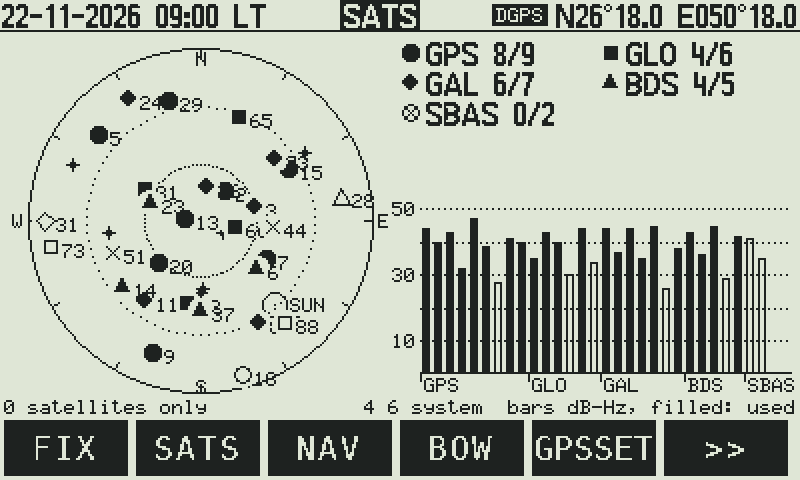 22-11-2026 09:00 LT SATS DGPS N26°18.0 E050°18.0
GPS 8/9 GLO 4/6
GAL 6/7 BDS 4/5
SBAS 0/2
N
24 29
65
5
15
31
23
28
3
W 31 13 44 E
73 51
20 7
6
14
11 3 37 SUN
88
9
S 16
50
30
10
GPS GLO GAL BDS SBAS
0 satellites only 4 6 system bars dB-Hz, filled: used
FIX SATS NAV BOW GPSSET >>